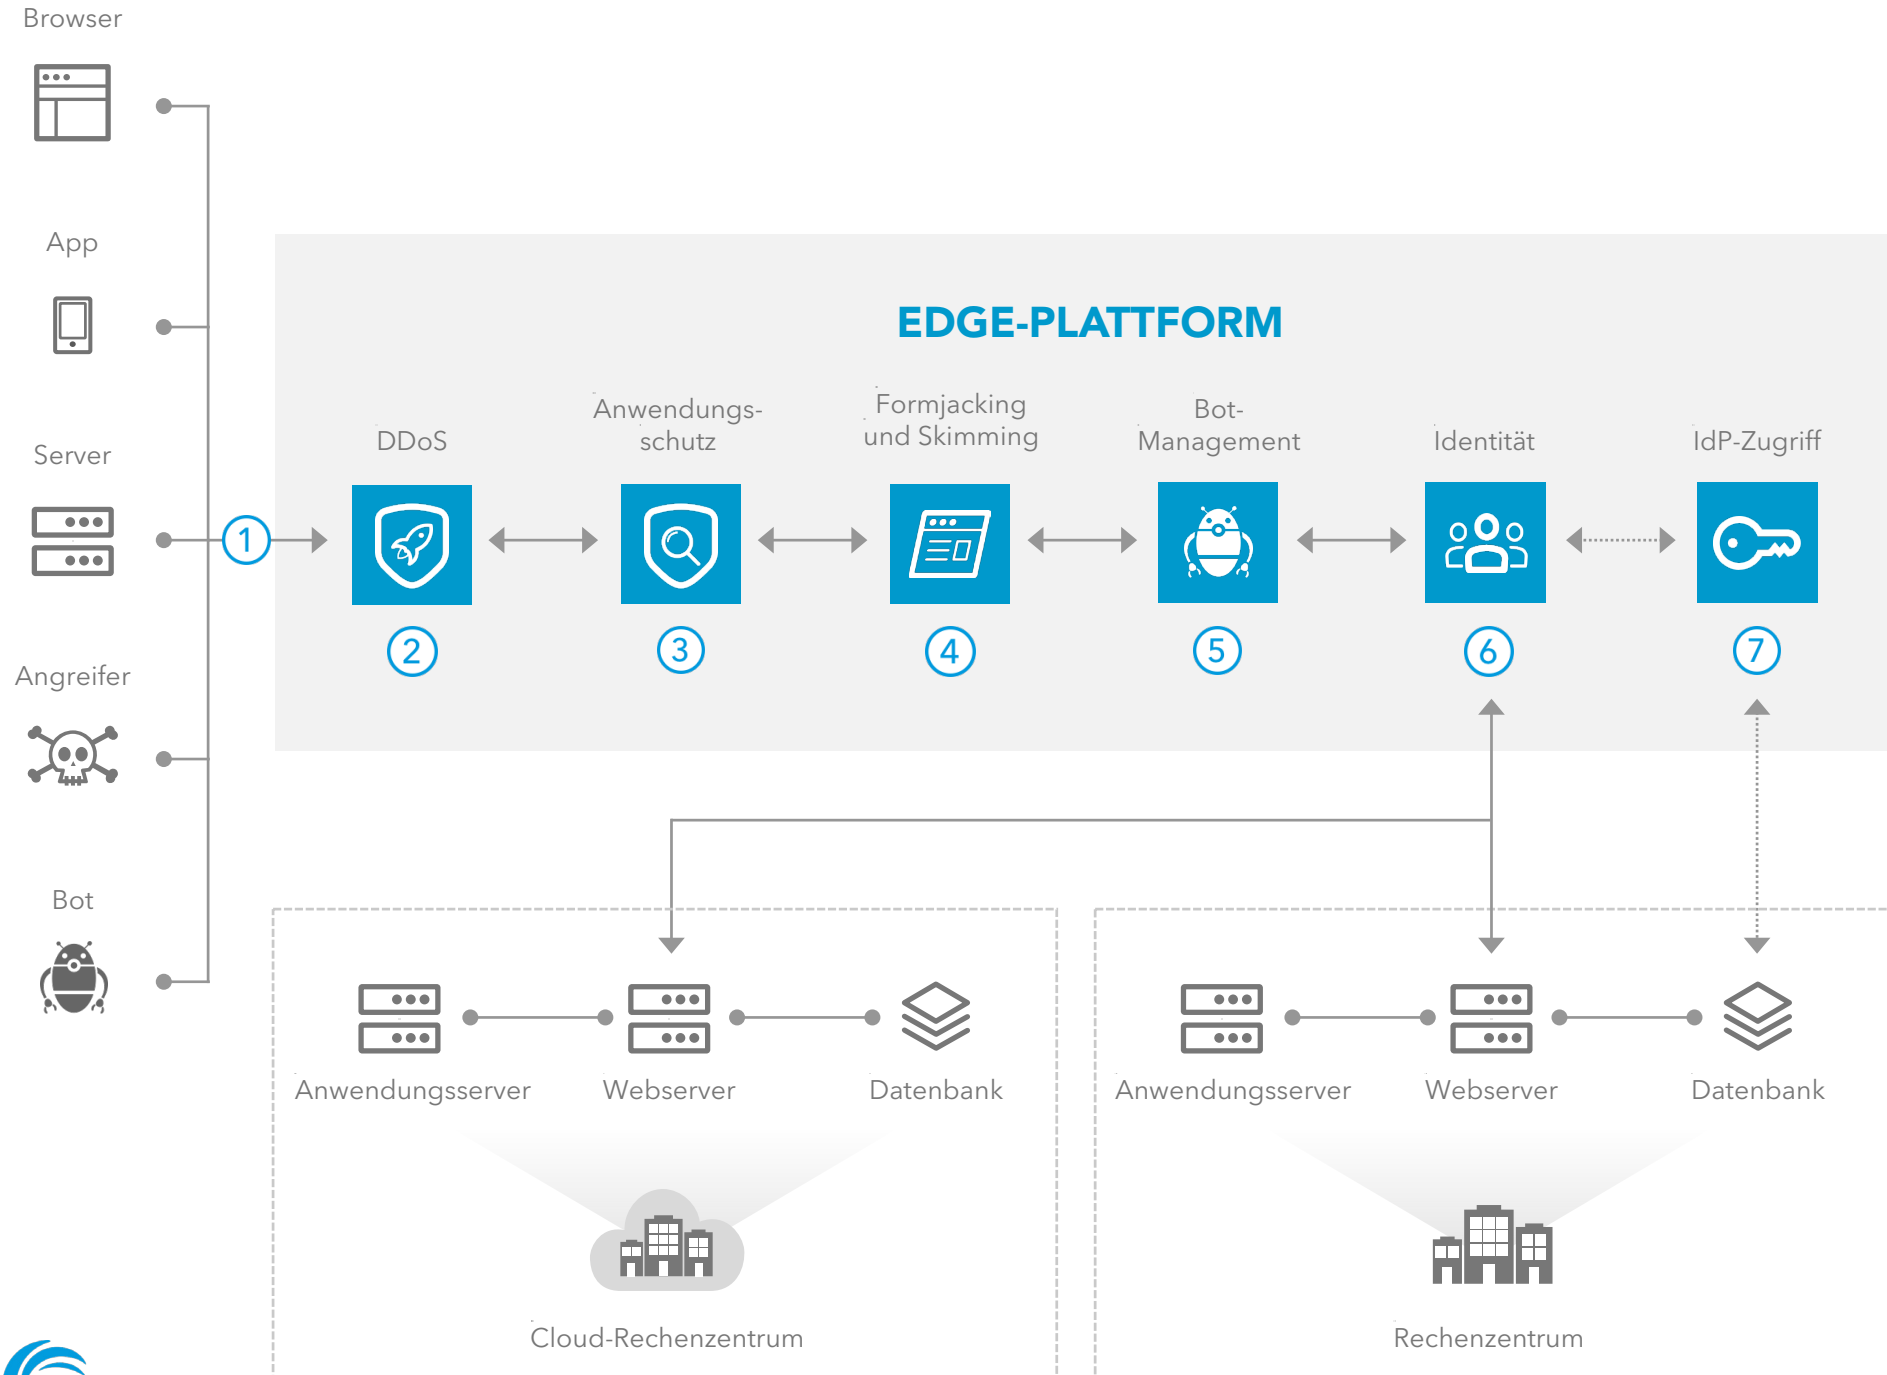 Browser
App
Server
Angreifer
Bot
1
EDGE-PLATTFORM
DDoS
Anwendungs-
schutz
Formjacking
und Skimming
Bot-
Management
Identität
IdP-Zugriff
2
3
4
5
6
7
Anwendungsserver
Webserver
Datenbank
Cloud-Rechenzentrum
Anwendungsserver
Webserver
Datenbank
Rechenzentrum